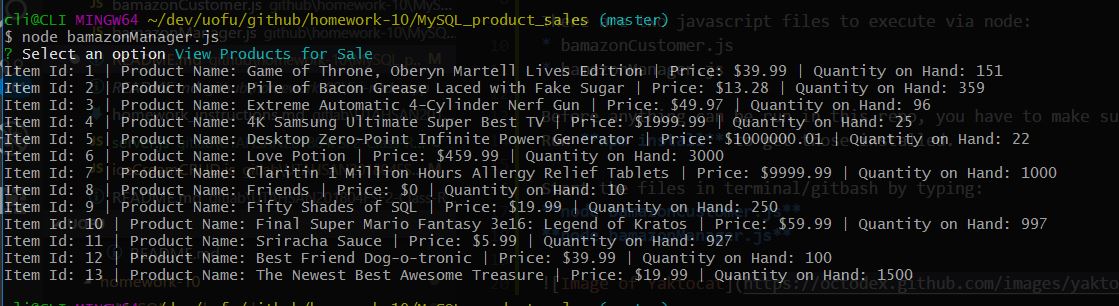 cli@CLI MINGW64 ~/dev/uofu/github/homework-10/MySQL_product_sales (master)
$ node bamazonManager.js
? Select an option View Products for Sale
Item Id: 1 | Product Name: Game of Throne, Oberyn Martell Lives Edition | Price: $39.99 | Quantity on Hand: 151
Item Id: 2 | Product Name: Pile of Bacon Grease Laced with Fake Sugar | Price: $13.28 | Quantity on Hand: 359
Item Id: 3 | Product Name: Extreme Automatic 4-Cylinder Nerf Gun | Price: $49.97 | Quantity on Hand: 96
Item Id: 4 | Product Name: 4K Samsung Ultimate Super Best TV | Price: $1999.99 | Quantity on Hand: 25
Item Id: 5 | Product Name: Desktop Zero-Point Infinite Power Generator | Price: $1000000.01 | Quantity on Hand: 22
Item Id: 6 | Product Name: Love Potion | Price: $459.99 | Quantity on Hand: 3000
Item Id: 7 | Product Name: Claritin 1 Million Hours Allergy Relief Tablets | Price: $9999.99 | Quantity on Hand: 1000
Item Id: 8 | Product Name: Friends | Price: $0 | Quantity on Hand: 10
Item Id: 9 | Product Name: Fifty Shades of SQL | Price: $19.99 | Quantity on Hand: 250
Item Id: 10 | Product Name: Final Super Mario Fantasy 3e16: Legend of Kratos | Price: $59.99 | Quantity on Hand: 997
Item Id: 11 | Product Name: Sriracha Sauce | Price: $5.99 | Quantity on Hand: 927
Item Id: 12 | Product Name: Best Friend Dog-o-tronic | Price: $39.99 | Quantity on Hand: 100
Item Id: 13 | Product Name: The Newest Best Awesome Treasure | Price: $19.99 | Quantity on Hand: 1500
cli@CLI MINGW64 ~/dev/uofu/github/homework-10/MySQL_product_sales (master)